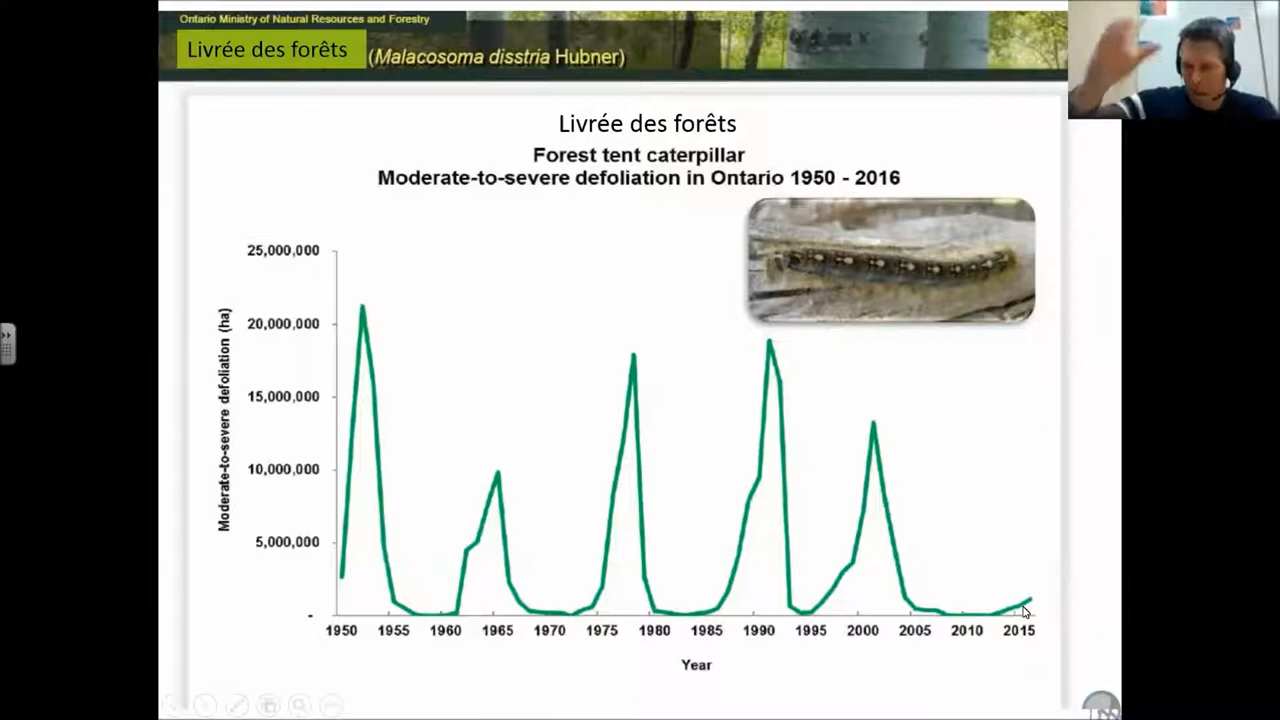 Ontario Ministry of Natural Resources and Forestry
Livrée des forêts (Malacosoma disstria Hubner)
Livrée des forêts
Forest tent caterpillar
Moderate-to-severe defoliation in Ontario 1950 - 2016
25,000,000
20,000,000
15,000,000
10,000,000
5,000,000
-
Moderate-to-severe defoliation (ha)
1950 1955 1960 1965 1970 1975 1980 1985 1990 1995 2000 2005 2010 2015
Year